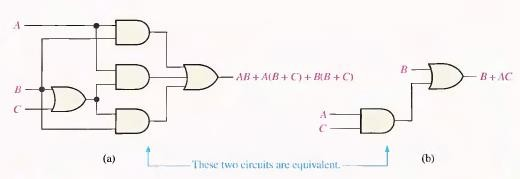 A
B
C
AB + A(B + C) + B(B + C)
B
B + AC
A
C
(a)
These two circuits are equivalent.
(b)